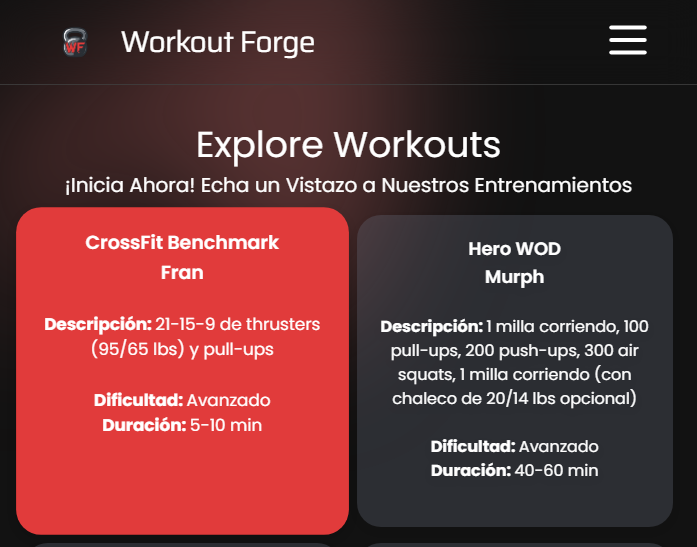 WF
Workout Forge
Explore Workouts
¡Inicia Ahora! Echa un Vistazo a Nuestros Entrenamientos
CrossFit Benchmark
Fran
Descripción: 21-15-9 de thrusters
(95/65 lbs) y pull-ups
Dificultad: Avanzado
Duración: 5-10 min
Hero WOD
Murph
Descripción: 1 milla corriendo, 100
pull-ups, 200 push-ups, 300 air
squats, 1 milla corriendo (con
chaleco de 20/14 lbs opcional)
Dificultad: Avanzado
Duración: 40-60 min